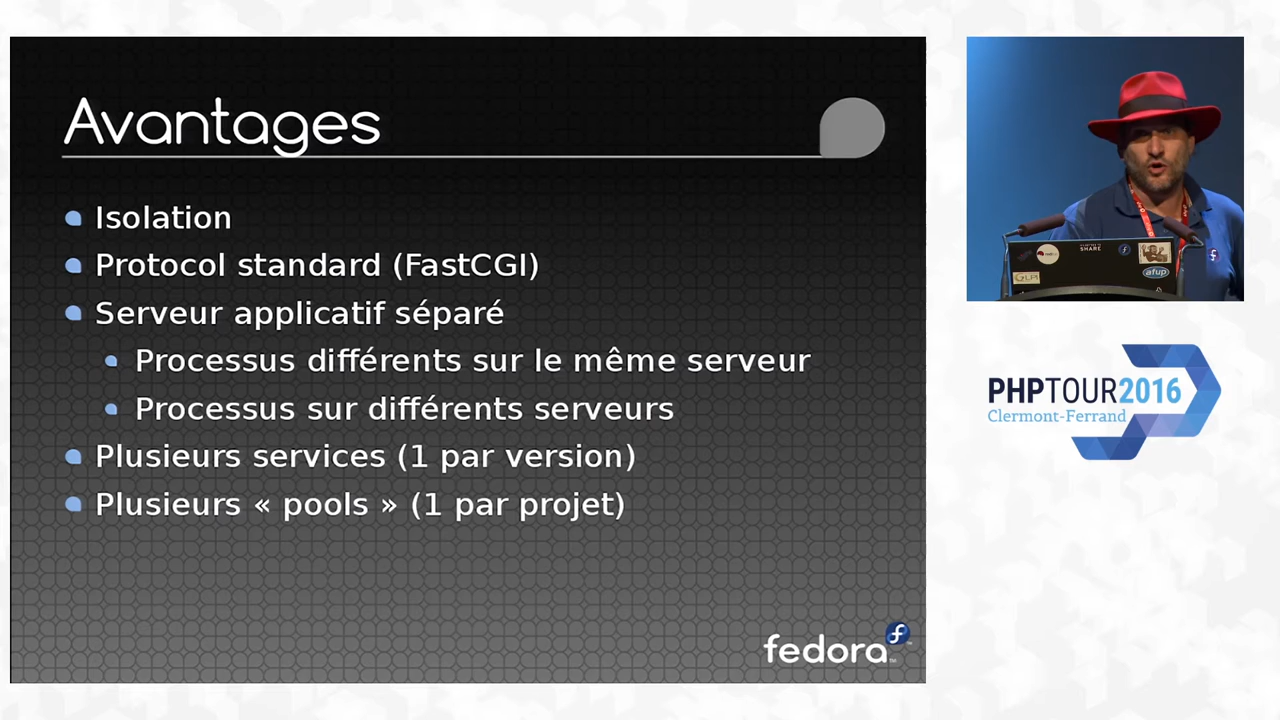 Avantages
Isolation
Protocol standard (FastCGI)
Serveur applicatif séparé
Processus différents sur le même serveur
Processus sur différents serveurs
Plusieurs services (1 par version)
Plusieurs « pools » (1 par projet)
fedora
SHARE
afup
PHPTOUR2016
Clermont-Ferrand